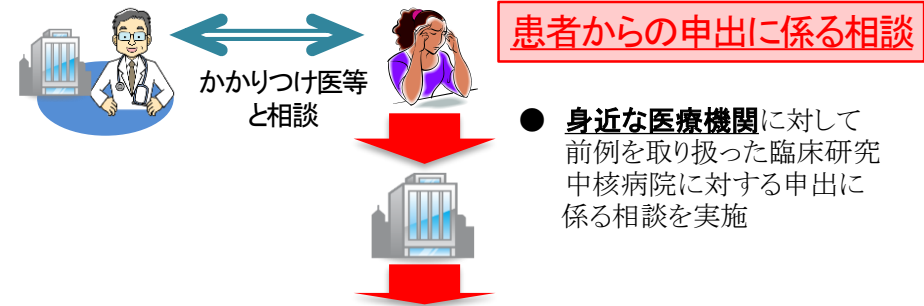 患者からの申出に係る相談
かかりつけ医等
と相談
● 身近な医療機関に対して
前例を取り扱った臨床研究
中核病院に対する申出に
係る相談を実施